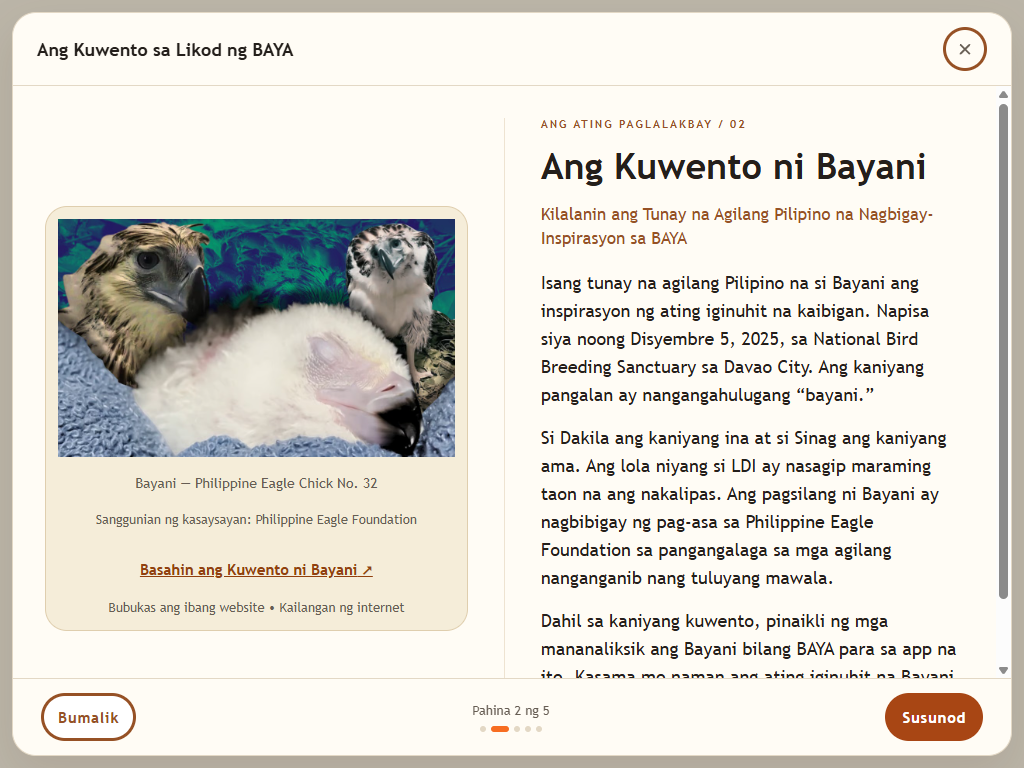 Ang Kuwento sa Likod ng BAYA
Bayani — Philippine Eagle Chick No. 32
Sanggunian ng kasaysayan: Philippine Eagle Foundation
Basahin ang Kuwento ni Bayani ↗
Bubukas ang ibang website • Kailangan ng internet
ANG ATING PAGLALAKBAY / 02
Ang Kuwento ni Bayani
Kilalanin ang Tunay na Agilang Pilipino na Nagbigay-
Inspirasyon sa BAYA
Isang tunay na agilang Pilipino na si Bayani ang
inspirasyon ng ating iginuhit na kaibigan. Napisa
siya noong Disyembre 5, 2025, sa National Bird
Breeding Sanctuary sa Davao City. Ang kaniyang
pangalan ay nangangahulugang “bayani.”
Si Dakila ang kaniyang ina at si Sinag ang kaniyang
ama. Ang lola niyang si LDI ay nasagip maraming
taon na ang nakalipas. Ang pagsilang ni Bayani ay
nagbibigay ng pag-asa sa Philippine Eagle
Foundation sa pangangalaga sa mga agilang
nanganganib nang tuluyang mawala.
Dahil sa kaniyang kuwento, pinaikli ng mga
mananaliksik ang Bayani bilang BAYA para sa app na
ito. Kasama mo naman ang ating iginuhit na Bayani
Bumalik
Pahina 2 ng 5
Susunod